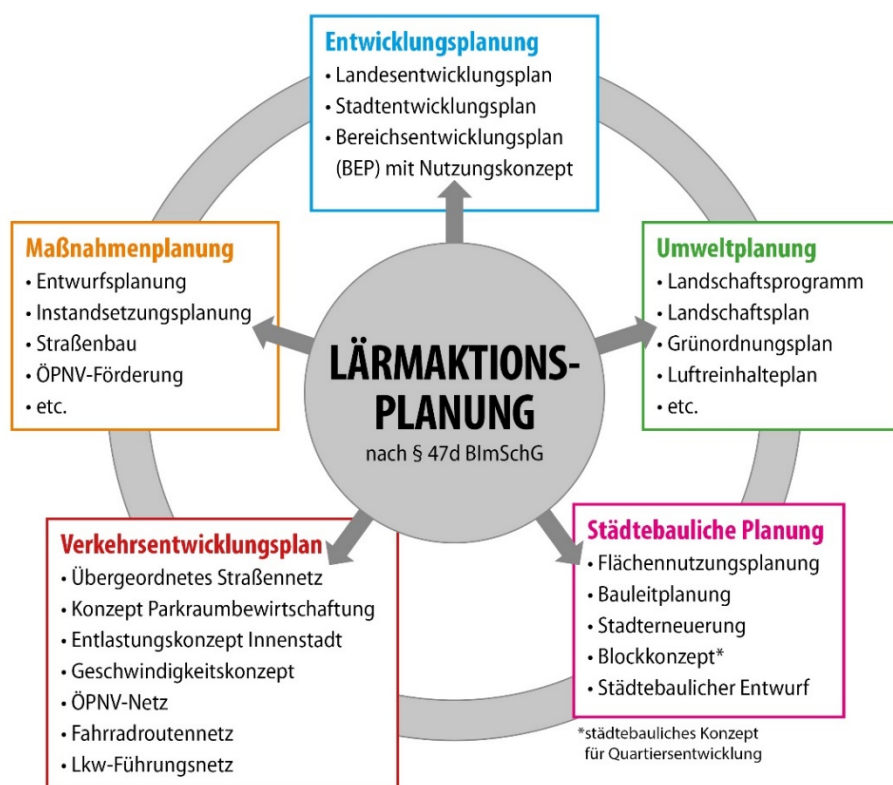 Entwicklungsplanung
• Landesentwicklungsplan
• Stadtentwicklungsplan
• Bereichsentwicklungsplan
(BEP) mit Nutzungskonzept
Maßnahmenplanung
• Entwurfsplanung
• Instandsetzungsplanung
• Straßenbau
• ÖPNV-Förderung
• etc.
Umweltplanung
• Landschaftsprogramm
• Landschaftsplan
• Grünordnungsplan
• Luftreinhalteplan
• etc.
LÄRMAKTIONS-
PLANUNG
nach § 47d BImSchG
Verkehrsentwicklungsplan
• Übergeordnetes Straßennetz
• Konzept Parkraumbewirtschaftung
• Entlastungskonzept Innenstadt
• Geschwindigkeitskonzept
• ÖPNV-Netz
• Fahrradroutennetz
• Lkw-Führungsnetz
Städtebauliche Planung
• Flächennutzungsplanung
• Bauleitplanung
• Stadterneuerung
• Blockkonzept*
• Städtebaulicher Entwurf
*städtebauliches Konzept
für Quartiersentwicklung